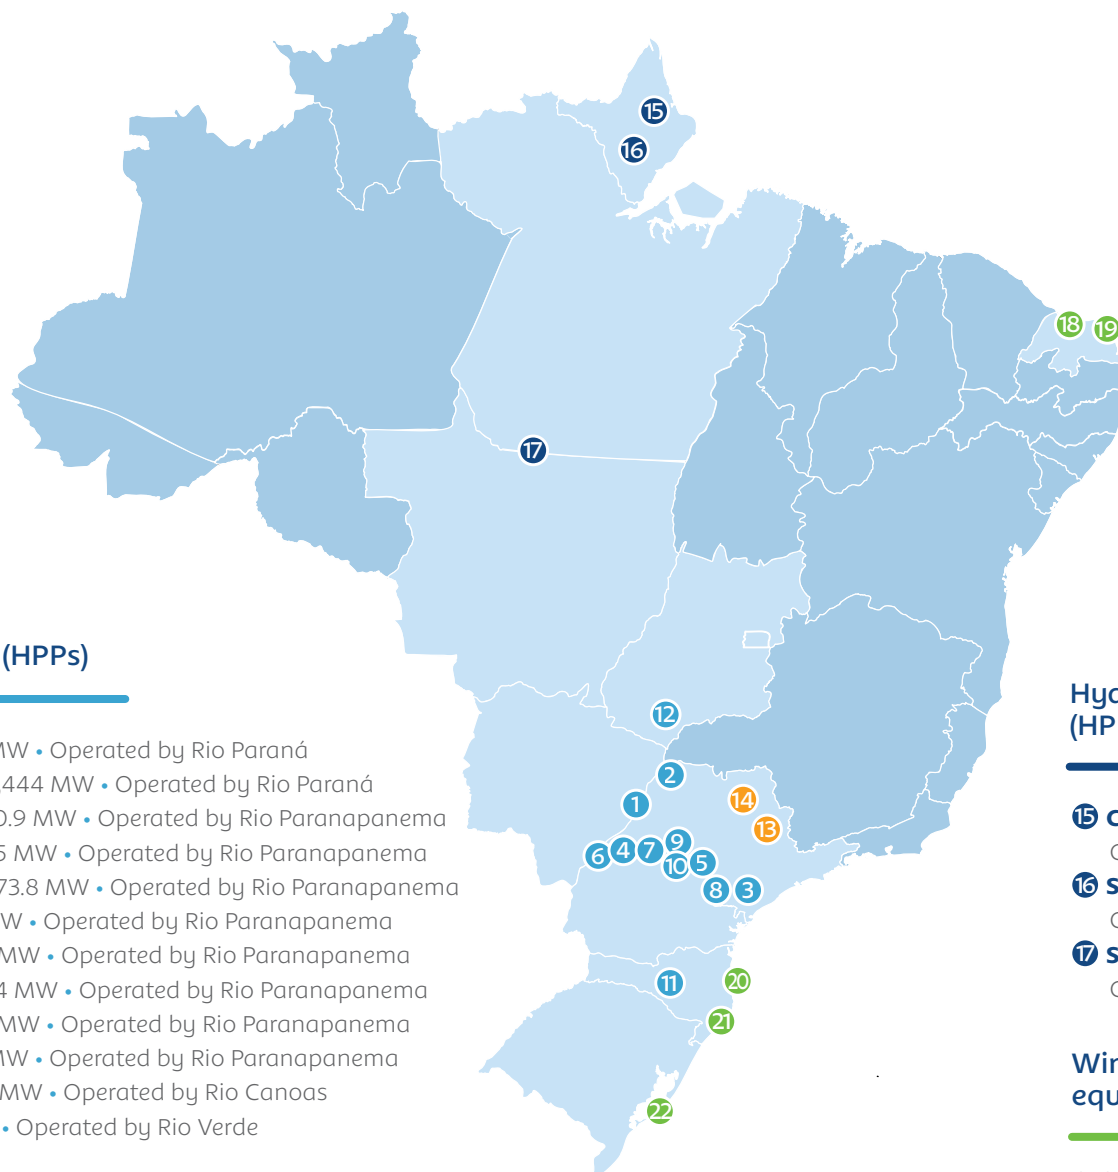 15
16
18
19
17
(HPPs)
MW • Operated by Rio Paraná
,444 MW • Operated by Rio Paraná
0.9 MW • Operated by Rio Paranapanema
5 MW • Operated by Rio Paranapanema
73.8 MW • Operated by Rio Paranapanema
W • Operated by Rio Paranapanema
MW • Operated by Rio Paranapanema
4 MW • Operated by Rio Paranapanema
MW • Operated by Rio Paranapanema
MW • Operated by Rio Paranapanema
MW • Operated by Rio Canoas
• Operated by Rio Verde
12
2
1
14
13
9
6 4 7
10 5
8 3
11
20
21
22
(HP
15
16 S
17 S